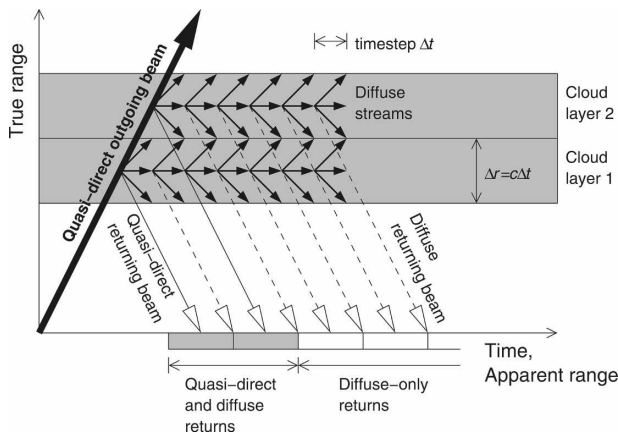 True range
Quasi−direct outgoing beam
timestep Δt
Diffuse
streams
Cloud
layer 2
Cloud
layer 1
Δr=cΔt
Quasi−direct
returning beam
Diffuse
returning beam
Time,
Apparent range
Quasi−direct
and diffuse
returns
Diffuse−only
returns